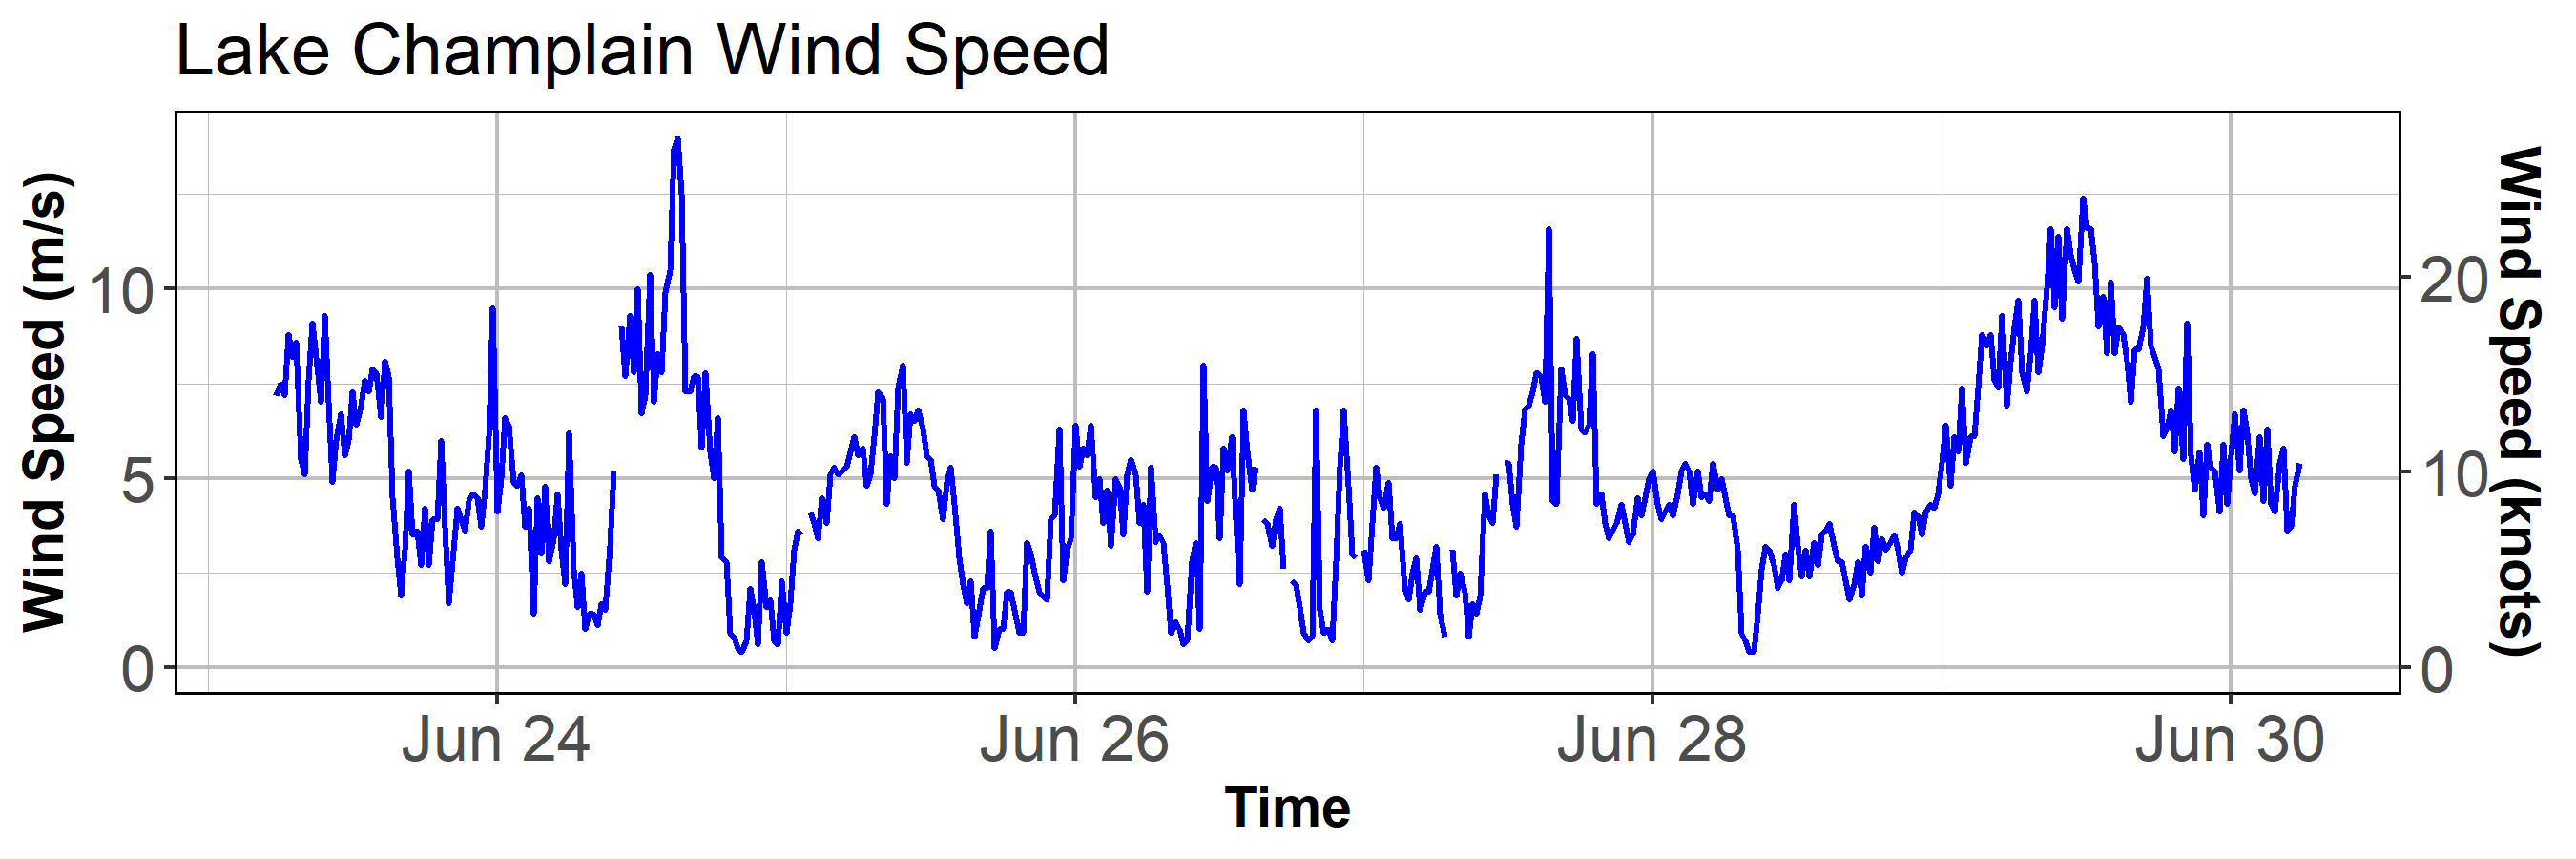 Lake Champlain Wind Speed
Wind Speed (m/s)
10
5
0
20
10
0
Wind Speed (knots)
Jun 24
Jun 26
Jun 28
Jun 30
Time